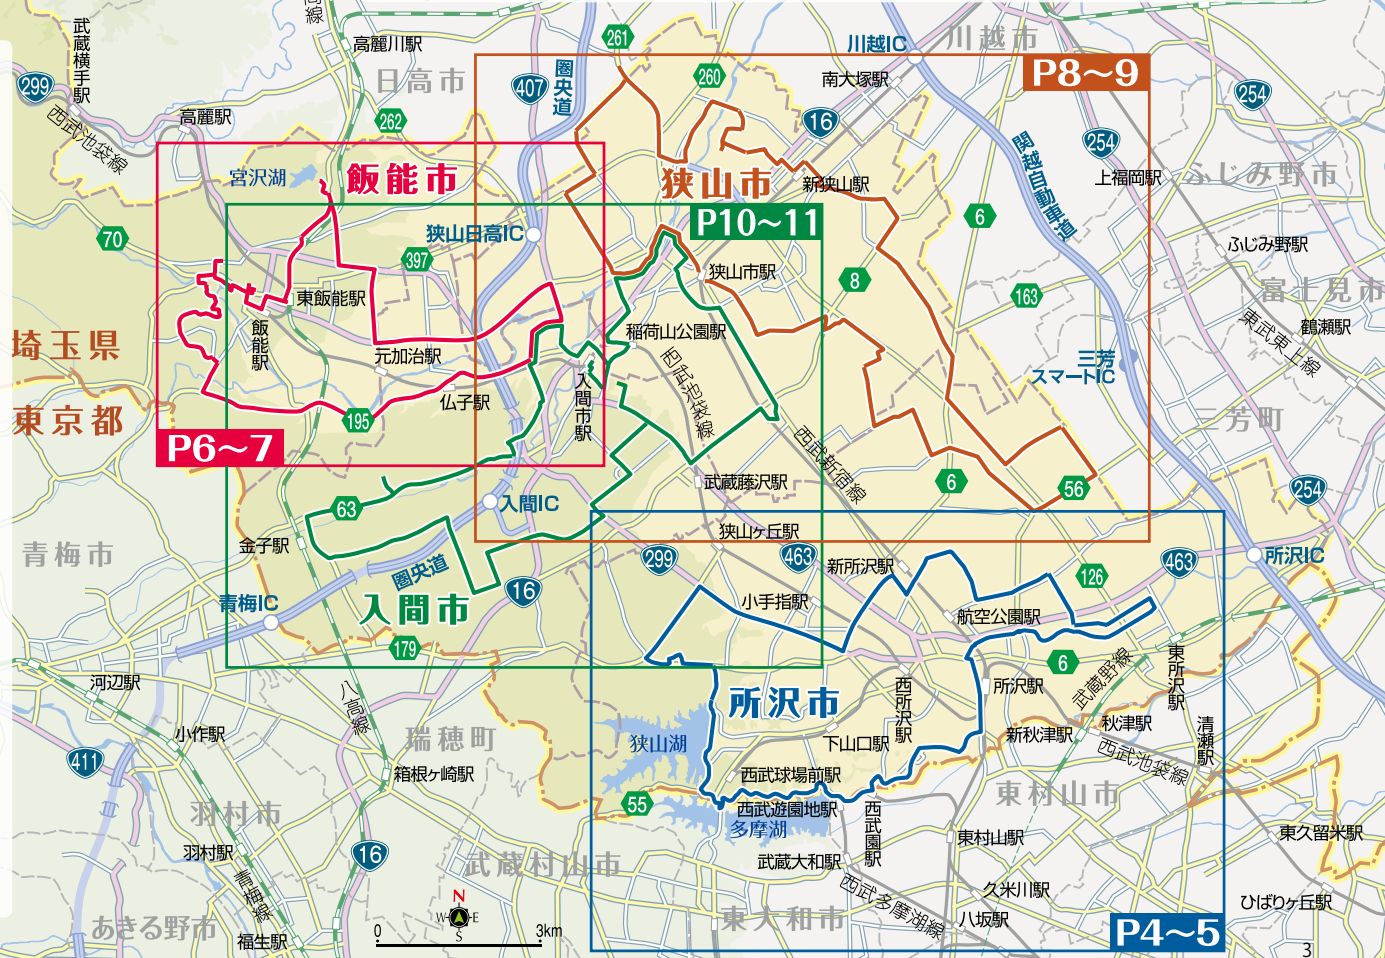 武蔵横手駅
高麗川駅
261
川越IC
川越市
日高市
圏央道
260
南大塚駅
P8〜9
299
407
254
西武池袋線
高麗駅
262
16
254
関越自動車道
宮沢湖
飯能市
狭山市
新狭山駅
上福岡駅
ふじみ野市
P10〜11
6
70
狭山日高IC
397
狭山市駅
8
ふじみ野駅
163
富士見市
東飯能駅
飯能駅
稲荷山公園駅
東武東上線
鶴瀬駅
埼玉県
元加治駅
西武池袋線
三芳
スマートIC
東京都
195
仏子駅
入間市駅
三芳町
P6〜7
西武新宿線
武蔵藤沢駅
6
56
254
63
入間IC
狭山ヶ丘駅
青梅市
金子駅
299
463
新所沢駅
463
所沢IC
圏央道
16
126
青梅IC
入間市
小手指駅
航空公園駅
179
6
武蔵野線
東所沢駅
河辺駅
八高線
所沢市
西所沢駅
所沢駅
小作駅
瑞穂町
狭山湖
下山口駅
新秋津駅
秋津駅
清瀬駅
西武池袋線
411
箱根ヶ崎駅
西武球場前駅
東村山市
羽村市
55
西武遊園地駅
多摩湖
西武園駅
東村山駅
東久留米駅
羽村駅
16
武蔵村山市
武蔵大和駅
青梅線
西武多摩湖線
久米川駅
ひばりヶ丘駅
あきる野市
N
W
E
S
東大和市
八坂駅
P4〜5
福生駅
0
3km
3